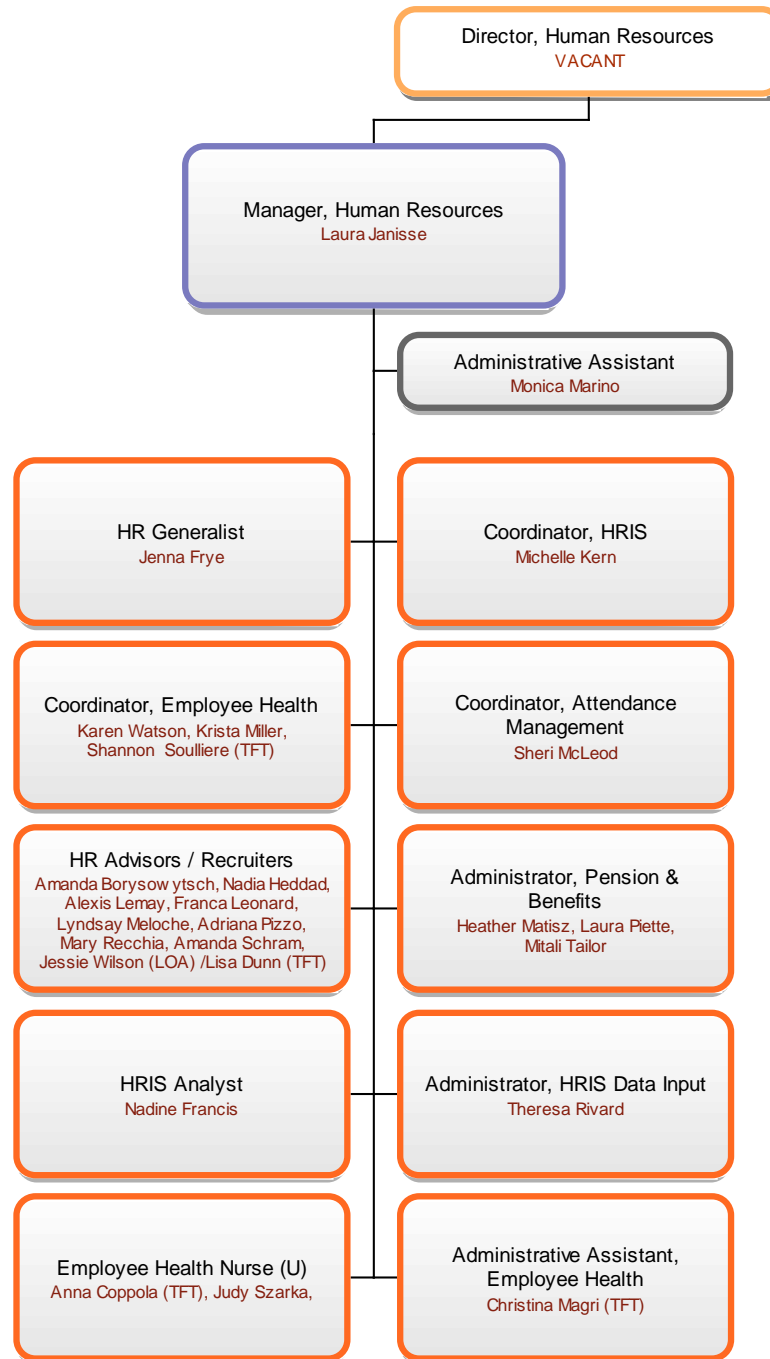 Director, Human Resources
VACANT
Manager, Human Resources
Laura Janisse
Administrative Assistant
Monica Marino
HR Generalist
Jenna Frye
Coordinator, HRIS
Michelle Kern
Coordinator, Employee Health
Karen Watson, Krista Miller,
Shannon Soulliere (TFT)
Coordinator, Attendance
Management
Sheri McLeod
HR Advisors / Recruiters
Amanda Borysowytsch, Nadia Heddad,
Alexis Lemay, Franca Leonard,
Lyndsay Meloche, Adriana Pizzo,
Mary Recchia, Amanda Schram,
Jessie Wilson (LOA) /Lisa Dunn (TFT)
Administrator, Pension &
Benefits
Heather Matisz, Laura Piette,
Mitali Tailor
HRIS Analyst
Nadine Francis
Administrator, HRIS Data Input
Theresa Rivard
Employee Health Nurse (U)
Anna Coppola (TFT), Judy Szarka,
Administrative Assistant,
Employee Health
Christina Magri (TFT)